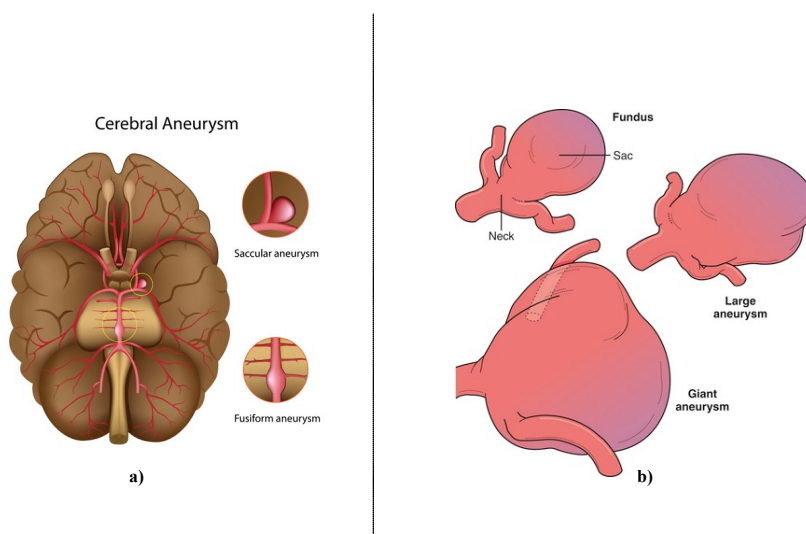 Cerebral Aneurysm
Saccular aneurysm
Fusiform aneurysm
a)
Fundus
Sac
Neck
Large
aneurysm
Giant
aneurysm
b)